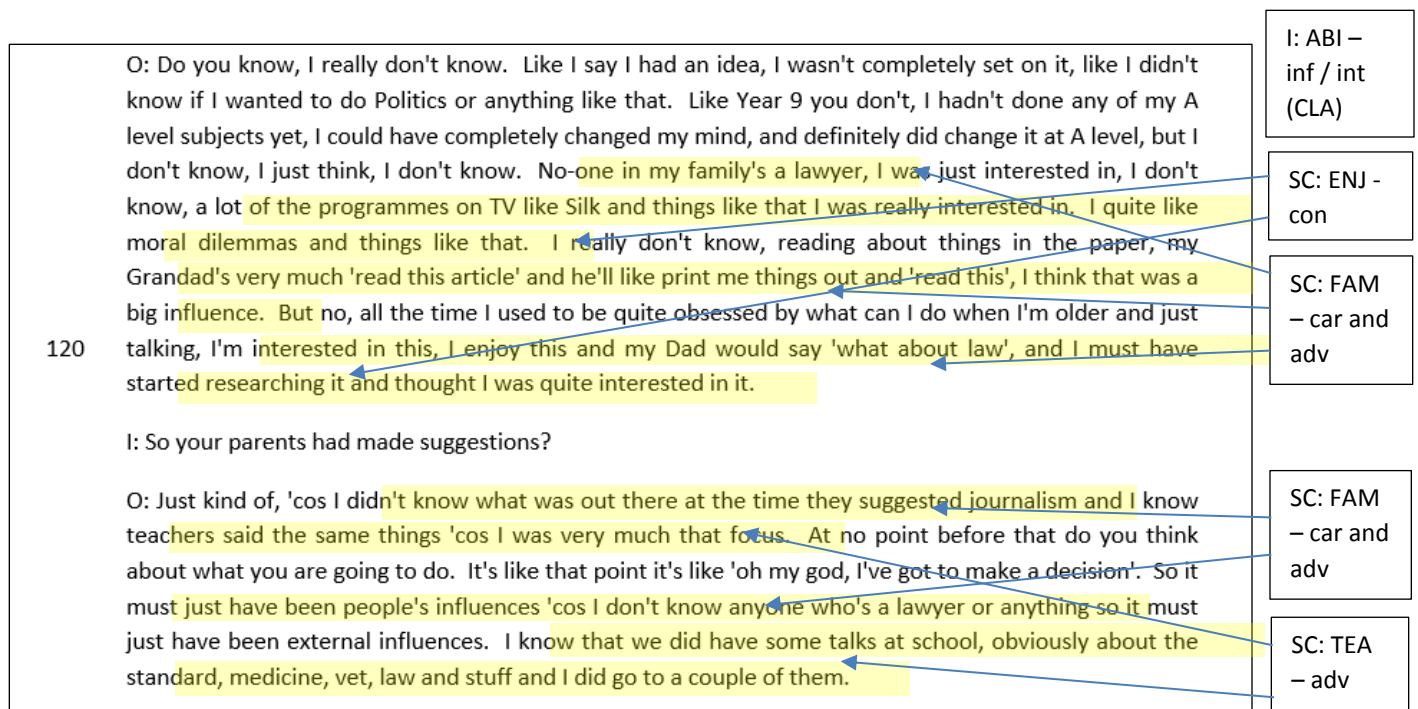 O: Do you know, I really don't know.  Like I say I had an idea, I wasn't completely set on it, like I didn't
know if I wanted to do Politics or anything like that.  Like Year 9 you don't, I hadn't done any of my A
level subjects yet, I could have completely changed my mind, and definitely did change it at A level, but I
don't know, I just think, I don't know.  No-one in my family's a lawyer, I was just interested in, I don't
know, a lot of the programmes on TV like Silk and things like that I was really interested in.  I quite like
moral dilemmas and things like that.  I really don't know, reading about things in the paper, my
Grandad's very much 'read this article' and he'll like print me things out and 'read this', I think that was a
big influence.  But no, all the time I used to be quite obsessed by what can I do when I'm older and just
120 talking, I'm interested in this, I enjoy this and my Dad would say 'what about law', and I must have
started researching it and thought I was quite interested in it.
I: So your parents had made suggestions?
O: Just kind of, 'cos I didn't know what was out there at the time they suggested journalism and I know
teachers said the same things 'cos I was very much that focus.  At no point before that do you think
about what you are going to do.  It's like that point it's like 'oh my god, I've got to make a decision'.  So it
must just have been people's influences 'cos I don't know anyone who's a lawyer or anything so it must
just have been external influences.  I know that we did have some talks at school, obviously about the
standard, medicine, vet, law and stuff and I did go to a couple of them.
I: ABI –
inf / int
(CLA)
SC: ENJ -
con
SC: FAM
– car and
adv
SC: FAM
– car and
adv
SC: TEA
– adv